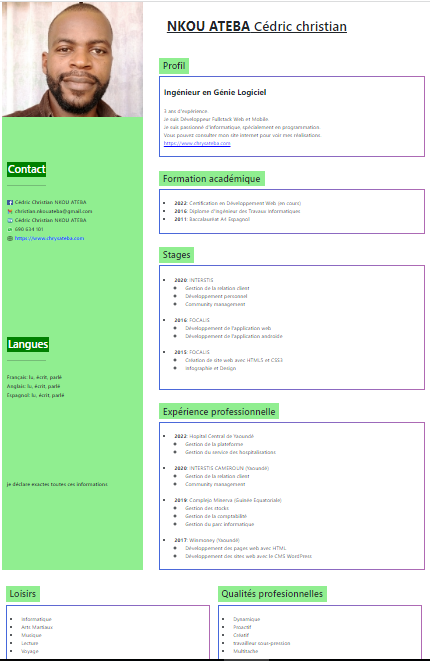 NKOU ATEBA Cédric christian
Profil
Ingénieur en Génie Logiciel
3 ans d'expérience
Je suis Développeur Fullstack Web et Mobile
Je suis passionné d'informatique, spécialement en programmation
Vous pouvez consulter mon site internet pour voir mes réalisations.
https://www.chrysateba.com
Contact
Cédric Christian NKOU ATEBA
christian.nkouateba@gmail.com
Cédric Christian NKOU ATEBA
690 634 101
https://www.chrysateba.com
Langues
Français: lu, écrit, parlé
Anglais: lu, écrit, parlé
Espagnol: lu, écrit, parlé
je déclare exactes toutes ces informations
Formation académique
2022: Certification en Développement Web (en cours)
2016: Diplome d'Ingénieur des Travaux Informatiques
2011: Baccalauréat A4 Espagnol
Stages
2020: INTERSTIS
Gestion de la relation client
Développement personnel
Community management
2016: FOCALIS
Développement de l'application web
Développement de l'application androide
2015: FOCALIS
Création de site web avec HTML5 et CSS3
Infographie et Design
Expérience professionnelle
2022: Hopital Central de Yaoundé
Gestion de la plateforme
Gestion du service des hospitalisations
2020: INTERSTIS CAMEROUN (Yaoundé)
Gestion de la relation client
Community management
2019: Complejo Minerva (Guinée Equatoriale)
Gestion des stocks
Gestion de la comptabilité
Gestion du parc informatique
2017: Wemoney (Yaoundé)
Développement des pages web avec HTML
Développement des sites web avec le CMS WordPress
Loisirs
Informatique
Arts Martiaux
Musique
Lecture
Voyage
Qualités profesionnelles
Dynamique
Proactif
Créatif
travailleur sous-pression
Multitache